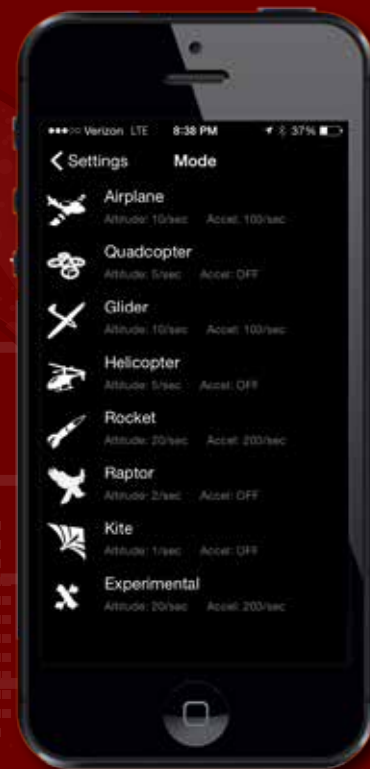 Verizon LTE 8:38 PM 37%
Settings Mode
Airplane
Altitude: 10/sec Accel: 100/sec
Quadcopter
Altitude: 5/sec Accel: OFF
Glider
Altitude: 10/sec Accel: 100/sec
Helicopter
Altitude: 5/sec Accel: OFF
Rocket
Altitude: 20/sec Accel: 200/sec
Raptor
Altitude: 2/sec Accel: OFF
Kite
Altitude: 1/sec Accel: OFF
Experimental
Altitude: 20/sec Accel: 200/sec